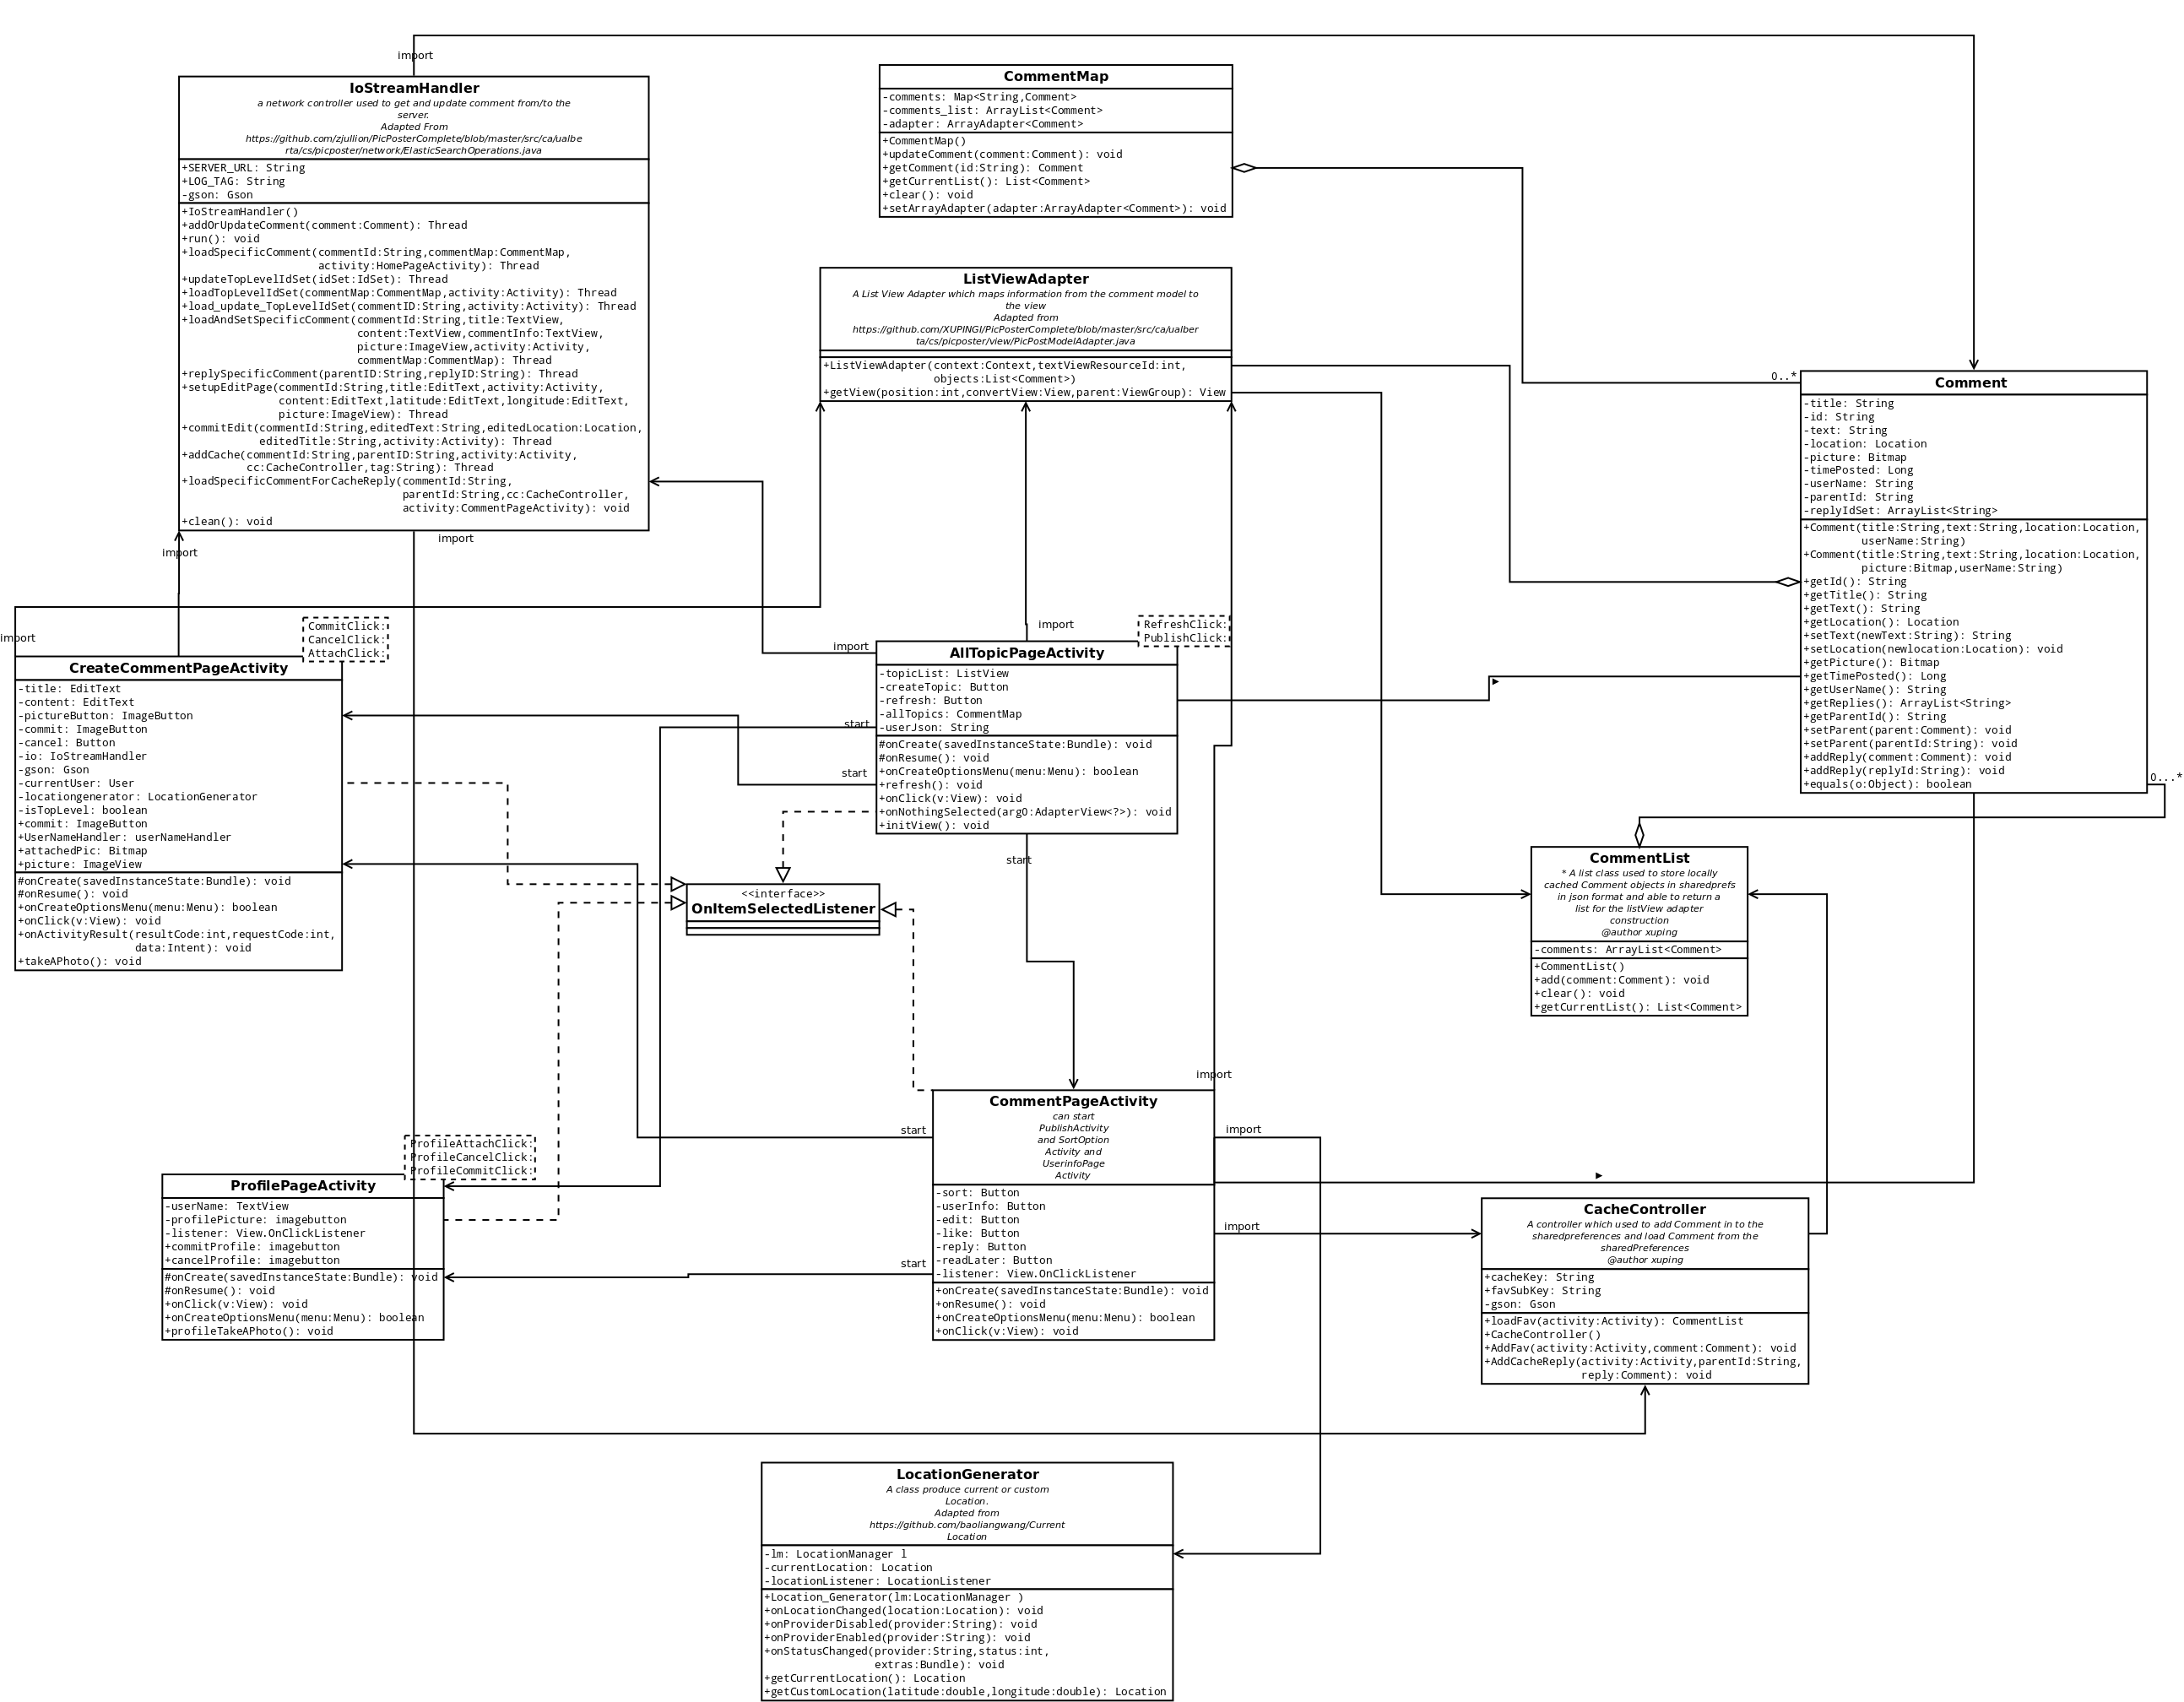 import
IoStreamHandler
a network controller used to get and update comment from/to the
server.
Adapted From
https://github.com/zjullion/PicPosterComplete/blob/master/src/ca/ualbe
rta/cs/picposter/network/ElasticSearchOperations.java
+SERVER_URL: String
+LOG_TAG: String
-gson: Gson
+IoStreamHandler()
+addOrUpdateComment(comment:Comment): Thread
+run(): void
+loadSpecificComment(commentId:String,commentMap:CommentMap,
activity:HomePageActivity): Thread
+updateTopLevelIdSet(idSet:IdSet): Thread
+loadTopLevelIdSet(commentMap:CommentMap,activity:Activity): Thread
+load_update_TopLevelIdSet(commentID:String,activity:Activity): Thread
+loadAndSetSpecificComment(commentId:String,title:TextView,
content:TextView,commentInfo:TextView,
picture:ImageView,activity:Activity,
commentMap:CommentMap): Thread
+replySpecificComment(parentID:String,replyID:String): Thread
+setupEditPage(commentId:String,title:EditText,activity:Activity,
content:EditText,latitude:EditText,longitude:EditText,
picture:ImageView): Thread
+commitEdit(commentId:String,editedText:String,editedLocation:Location,
editedTitle:String,activity:Activity): Thread
+addCache(commentId:String,parentID:String,activity:Activity,
cc:CacheController,tag:String): Thread
+loadSpecificCommentForCacheReply(commentId:String,
parentId:String,cc:CacheController,
activity:CommentPageActivity): void
+clean(): void
import
import
CommentMap
-comments: Map<String,Comment>
-comments_list: ArrayList<Comment>
-adapter: ArrayAdapter<Comment>
+CommentMap()
+updateComment(comment:Comment): void
+getComment(id:String): Comment
+getCurrentList(): List<Comment>
+clear(): void
+setArrayAdapter(adapter:ArrayAdapter<Comment>): void
ListViewAdapter
A List View Adapter which maps information from the comment model to
the view
Adapted from
https://github.com/XUPINGI/PicPosterComplete/blob/master/src/ca/ualber
ta/cs/picposter/view/PicPostModelAdapter.java
+ListViewAdapter(context:Context,textViewResourceId:int,
objects:List<Comment>)
+getView(position:int,convertView:View,parent:ViewGroup): View
0..*
Comment
-title: String
-id: String
-text: String
-location: Location
-picture: Bitmap
-timePosted: Long
-userName: String
-parentId: String
-replyIdSet: ArrayList<String>
+Comment(title:String,text:String,location:Location,
userName:String)
+Comment(title:String,text:String,location:Location,
picture:Bitmap,userName:String)
+getId(): String
+getTitle(): String
+getText(): String
+getLocation(): Location
+setText(newText:String): String
+setLocation(newlocation:Location): void
+getPicture(): Bitmap
+getTimePosted(): Long
+getUserName(): String
+getReplies(): ArrayList<String>
+getParentId(): String
+setParent(parent:Comment): void
+setParent(parentId:String): void
+addReply(comment:Comment): void
+addReply(replyId:String): void
+equals(o:Object): boolean
0...*
import
CommitClick:
CancelClick:
AttachClick:
CreateCommentPageActivity
-title: EditText
-content: EditText
-pictureButton: ImageButton
-commit: ImageButton
-cancel: Button
-io: IoStreamHandler
-gson: Gson
-currentUser: User
-locationgenerator: LocationGenerator
-isTopLevel: boolean
+commit: ImageButton
+UserNameHandler: userNameHandler
+attachedPic: Bitmap
+picture: ImageView
#onCreate(savedInstanceState:Bundle): void
#onResume(): void
+onCreateOptionsMenu(menu:Menu): boolean
+onClick(v:View): void
+onActivityResult(resultCode:int,requestCode:int,
data:Intent): void
+takeAPhoto(): void
import
import
RefreshClick:
PublishClick:
AllTopicPageActivity
-topicList: ListView
-createTopic: Button
-refresh: Button
-allTopics: CommentMap
-userJson: String
#onCreate(savedInstanceState:Bundle): void
#onResume(): void
+onCreateOptionsMenu(menu:Menu): boolean
+refresh(): void
+onClick(v:View): void
+onNothingSelected(arg0:AdapterView<?>): void
+initView(): void
start
start
start
<<interface>>
OnItemSelectedListener
CommentList
* A list class used to store locally
cached Comment objects in sharedprefs
in json format and able to return a
list for the listView adapter
construction
@author xuping
-comments: ArrayList<Comment>
+CommentList()
+add(comment:Comment): void
+clear(): void
+getCurrentList(): List<Comment>
import
CommentPageActivity
can start
PublishActivity
and SortOption
Activity and
UserinfoPage
Activity
-sort: Button
-userInfo: Button
-edit: Button
-like: Button
-reply: Button
-readLater: Button
-listener: View.OnClickListener
+onCreate(savedInstanceState:Bundle): void
+onResume(): void
+onCreateOptionsMenu(menu:Menu): boolean
+onClick(v:View): void
start
start
import
import
ProfileAttachClick:
ProfileCancelClick:
ProfileCommitClick:
ProfilePageActivity
-userName: TextView
-profilePicture: imagebutton
-listener: View.OnClickListener
+commitProfile: imagebutton
+cancelProfile: imagebutton
#onCreate(savedInstanceState:Bundle): void
#onResume(): void
+onClick(v:View): void
+onCreateOptionsMenu(menu:Menu): boolean
+profileTakeAPhoto(): void
CacheController
A controller which used to add Comment in to the
sharedpreferences and load Comment from the
sharedPreferences
@author xuping
+cacheKey: String
+favSubKey: String
-gson: Gson
+loadFav(activity:Activity): CommentList
+CacheController()
+AddFav(activity:Activity,comment:Comment): void
+AddCacheReply(activity:Activity,parentId:String,
reply:Comment): void
LocationGenerator
A class produce current or custom
Location.
Adapted from
https://github.com/baoliangwang/Current
Location
-lm: LocationManager l
-currentLocation: Location
-locationListener: LocationListener
+Location_Generator(lm:LocationManager )
+onLocationChanged(location:Location): void
+onProviderDisabled(provider:String): void
+onProviderEnabled(provider:String): void
+onStatusChanged(provider:String,status:int,
extras:Bundle): void
+getCurrentLocation(): Location
+getCustomLocation(latitude:double,longitude:double): Location